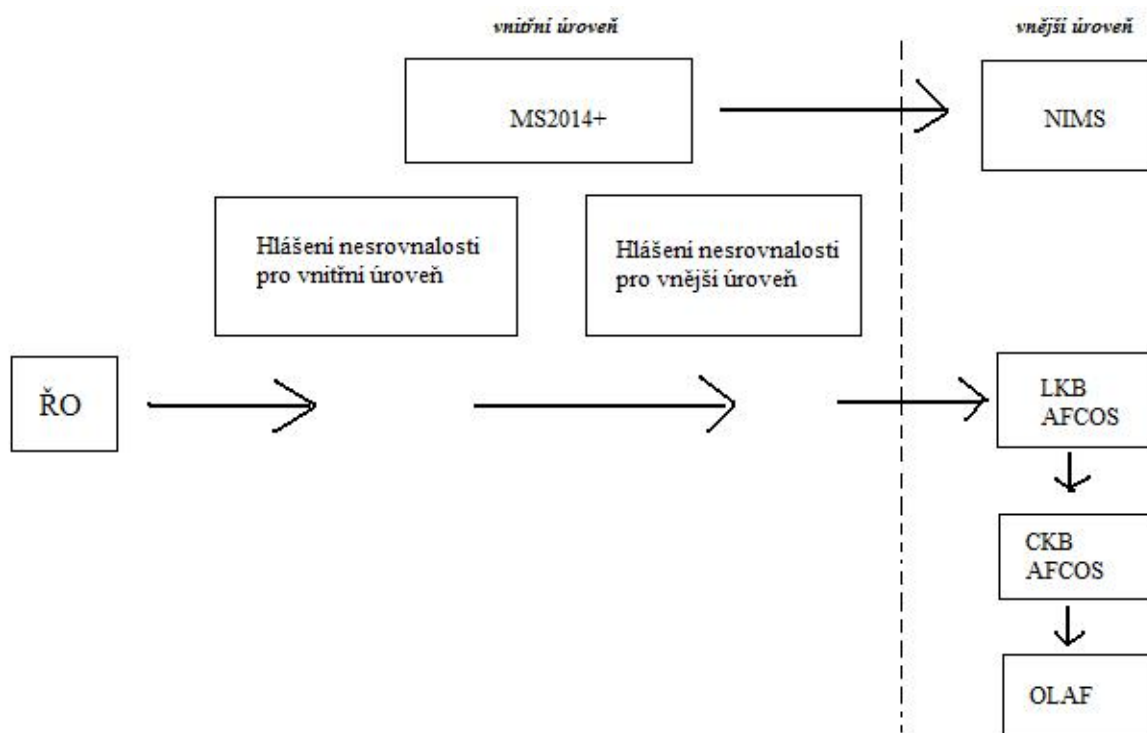 vnitřní úroveň
vnější úroveň
MS2014+
NIMS
Hlášení nesrovnalosti
pro vnitřní úroveň
Hlášení nesrovnalosti
pro vnější úroveň
ŘO
LKB
AFCOS
CKB
AFCOS
OLAF